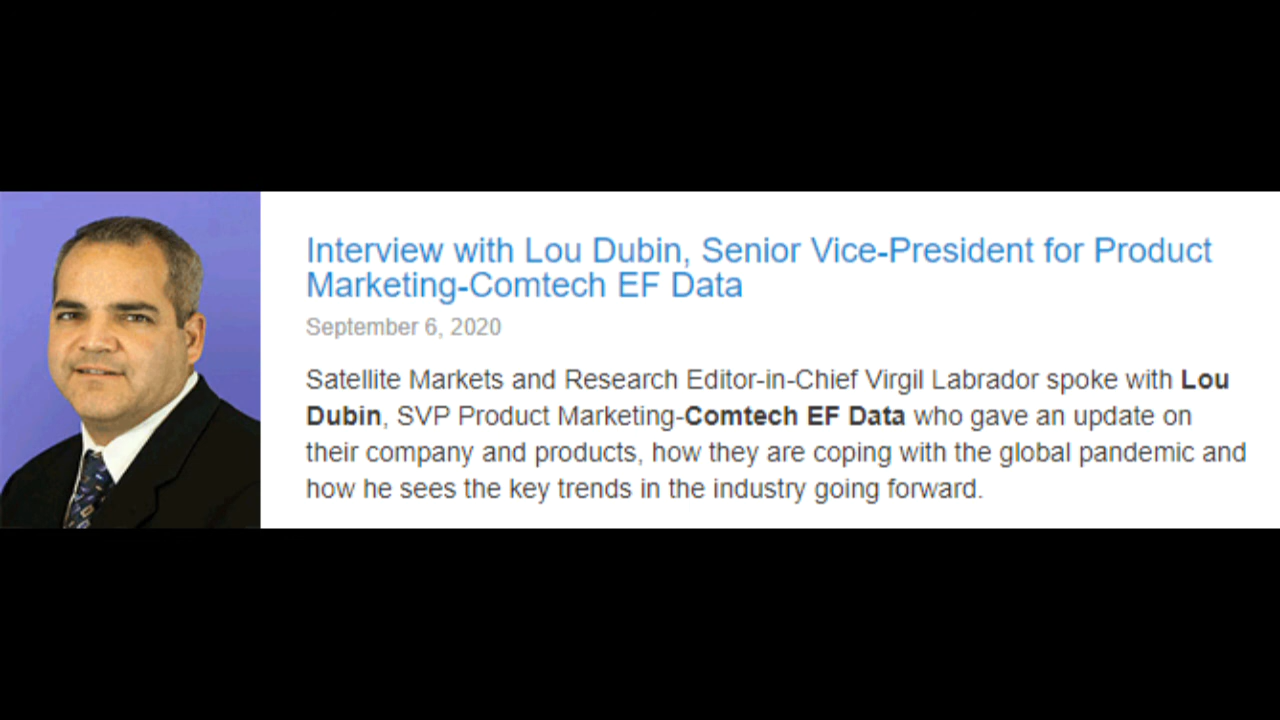 Interview with Lou Dubin, Senior Vice-President for Product
Marketing-Comtech EF Data
September 6, 2020
Satellite Markets and Research Editor-in-Chief Virgil Labrador spoke with Lou
Dubin, SVP Product Marketing-Comtech EF Data who gave an update on
their company and products, how they are coping with the global pandemic and
how he sees the key trends in the industry going forward.